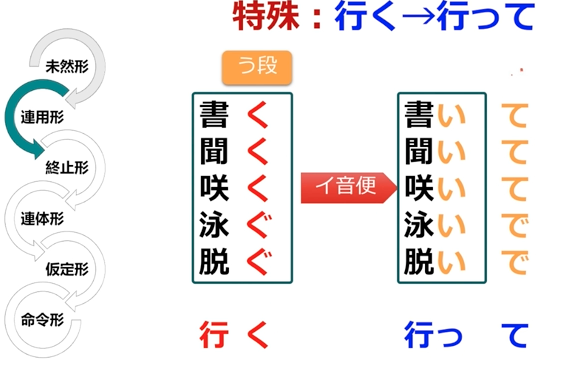 特殊：行く→行って
未然形
連用形
終止形
連体形
仮定形
命令形
う段
書く
聞く
咲く
泳ぐ
脱ぐ
イ音便
書いて
聞いて
咲いて
泳いで
脱いで
行く
行って